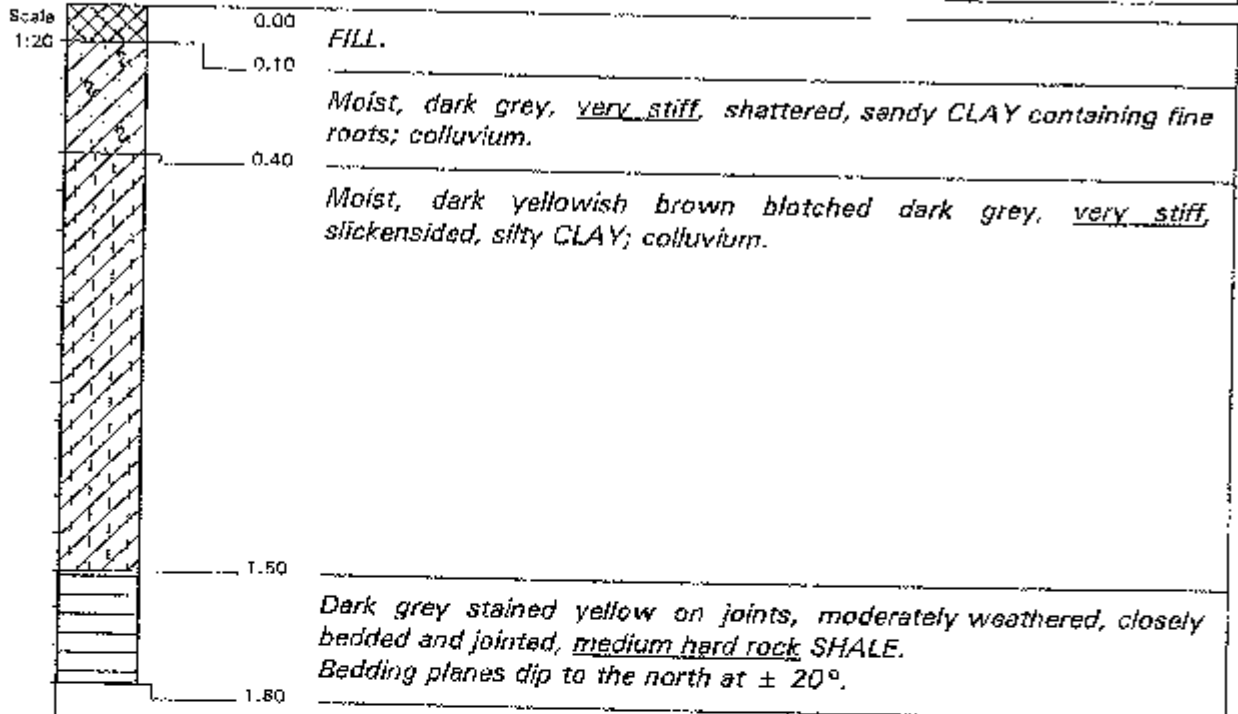 Scale
1:20
0.00
FILL.
0.10
Moist, dark grey, very stiff, shattered, sandy CLAY containing fine
roots; colluvium.
0.40
Moist, dark yellowish brown blotched dark grey, very stiff,
slickensided, silty CLAY; colluvium.
1.50
Dark grey stained yellow on joints, moderately weathered, closely
bedded and jointed, medium hard rock SHALE.
Bedding planes dip to the north at ± 20°.
1.80